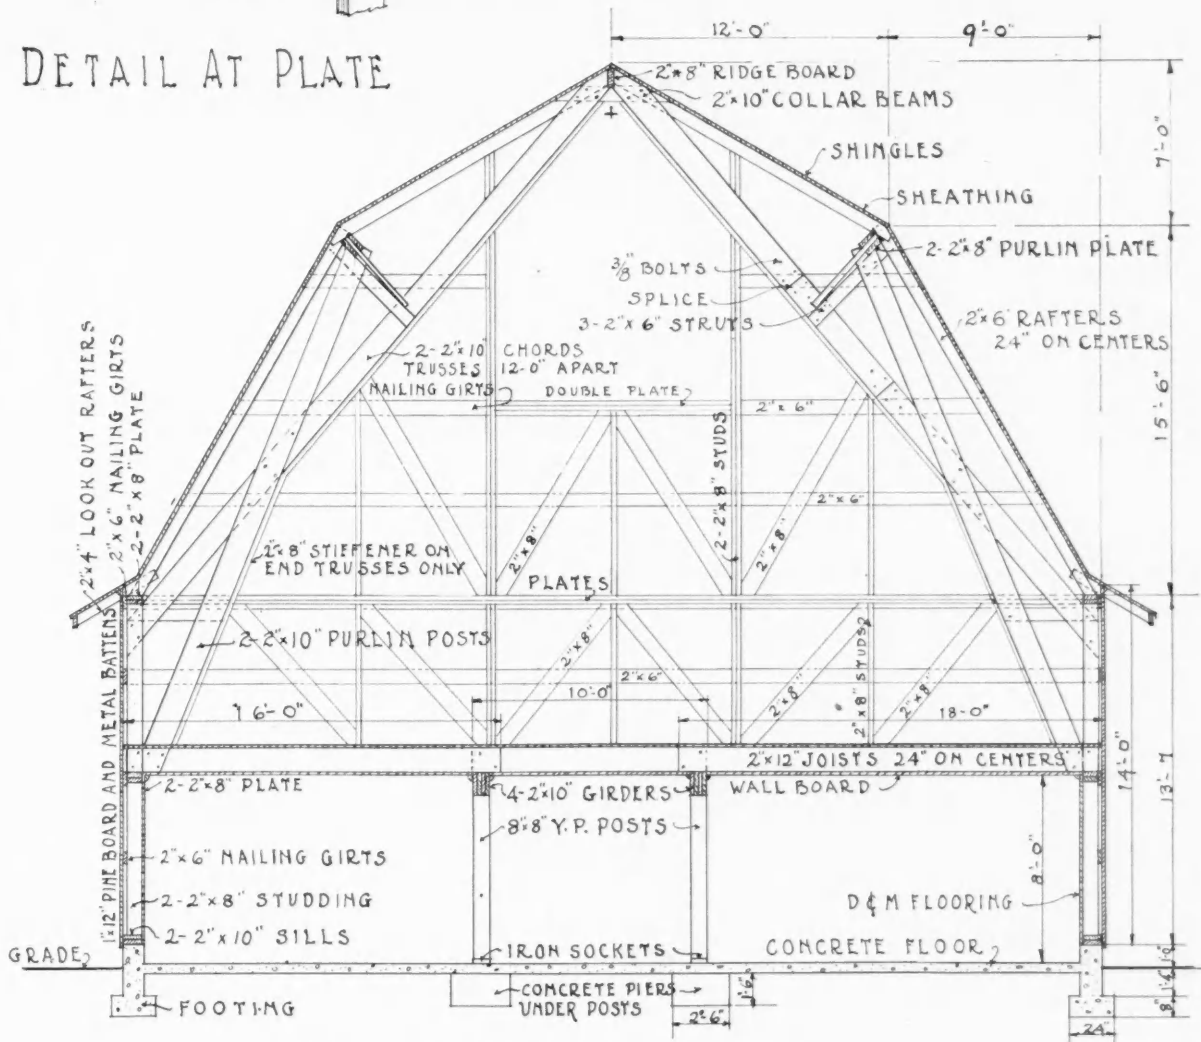 DETAIL AT PLATE
12'-0"
9'-0"
2"x8" RIDGE BOARD
2"x10" COLLAR BEAMS
7'-0"
SHINGLES
SHEATHING
2-2"x8" PURLIN PLATE
3/8" BOLTS
SPLICE
3-2"x6" STRUTS
2"x6" RAFTERS
24" ON CENTERS
15'-6"
2-2"x10" CHORDS
TRUSSES 12'-0" APART
NAILING GIRTS
DOUBLE PLATE
2"x6"
2"x4" LOOK OUT RAFTERS
2"x6" NAILING GIRTS
2-2"x8" PLATE
2-2"x8" STUDS
2"x6"
2"x8"
2"x8"
2"x8" STIFFENER ON
END TRUSSES ONLY
PLATES
1"x12" PINE BOARD AND METAL BATTENS
2-2"x10" PURLIN POSTS
2"x8"
2"x6"
10'-0"
2"x8"
2"x8" STUDS
2"x8"
16'-0"
18'-0"
2"x12" JOISTS 24" ON CENTERS
14'-0"
13'-7"
2-2"x8" PLATE
4-2"x10" GIRDERS
WALL BOARD
8"x8" Y.P. POSTS
2"x6" NAILING GIRTS
8'-0"
2-2"x8" STUDDING
D&M FLOORING
2-2"x10" SILLS
GRADE
IRON SOCKETS
CONCRETE FLOOR
1'-0"
CONCRETE PIERS
UNDER POSTS
1'-6"
1'-6"
FOOTING
2'-6"
8"
24"